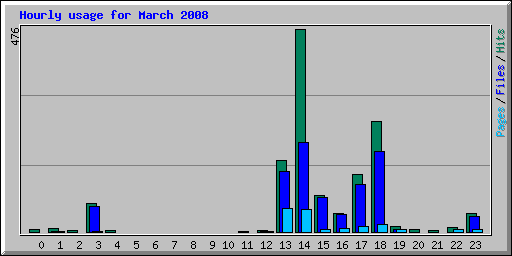 Hourly usage for March 2008
476
Pages/Files/Hits
0 1 2 3 4 5 6 7 8 9 10 11 12 13 14 15 16 17 18 19 20 21 22 23